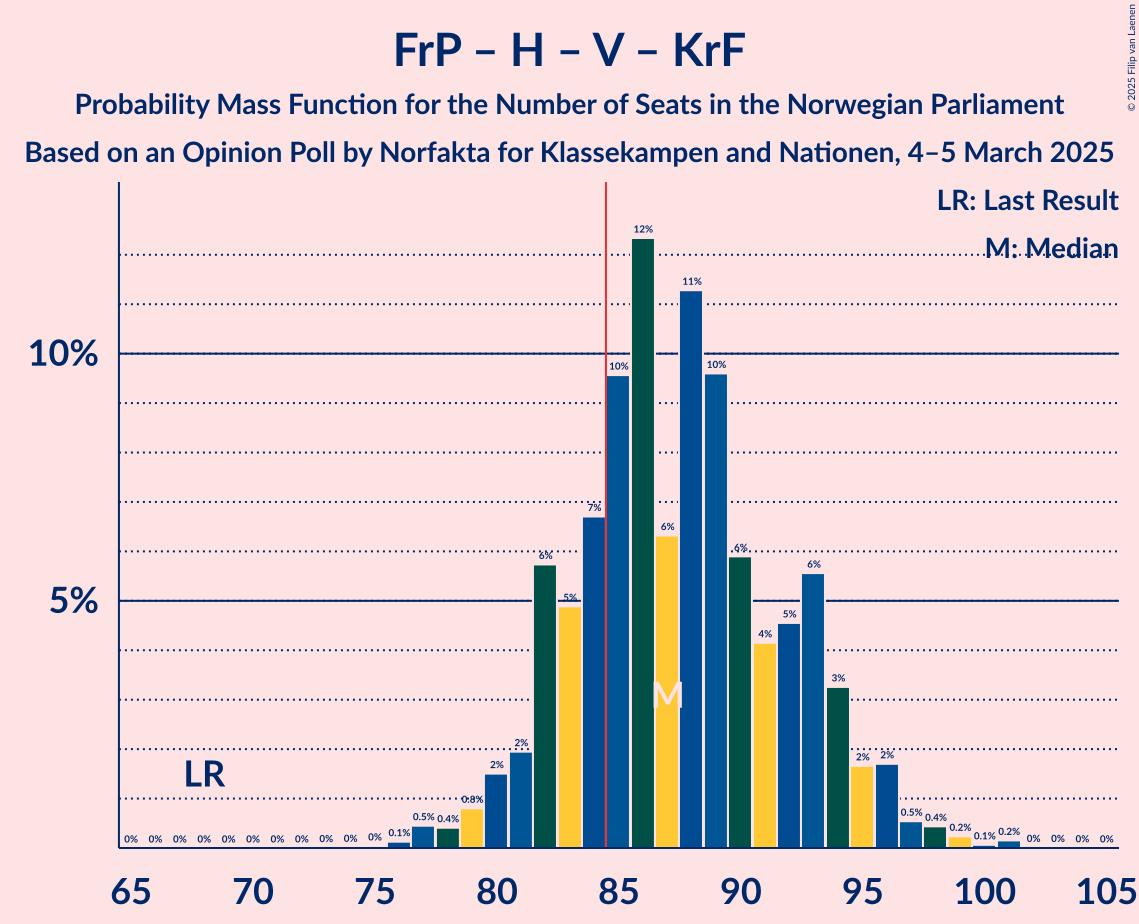 FrP – H – V – KrF
Probability Mass Function for the Number of Seats in the Norwegian Parliament
Based on an Opinion Poll by Norfakta for Klassekampen and Nationen, 4–5 March 2025
© 2025 Filip van Laenen
LR: Last Result
M: Median
10%
5%
LR
M
0% 0% 0% 0% 0% 0% 0% 0% 0% 0% 0% 0.1% 0.5% 0.4% 0.8% 2% 2% 6% 5% 7% 10% 12% 6% 11% 10% 6% 4% 5% 6% 3% 2% 2% 0.5% 0.4% 0.2% 0.1% 0.2% 0% 0% 0% 0%
65 70 75 80 85 90 95 100 105